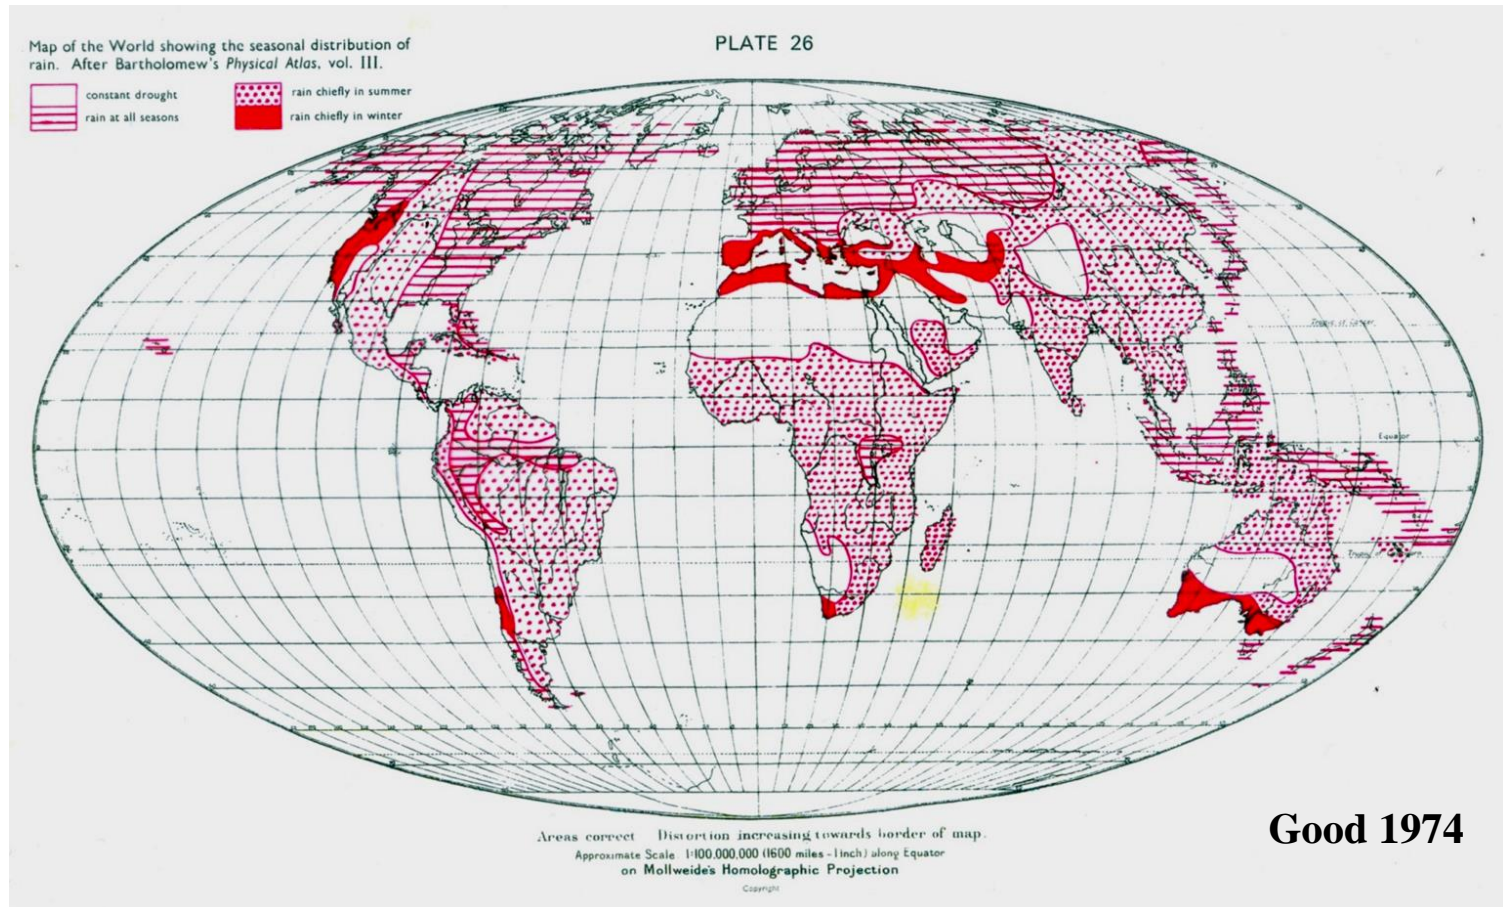 PLATE 26
Map of the World showing the seasonal distribution of
rain. After Bartholomew's Physical Atlas, vol. III.
constant drought
rain at all seasons
rain chiefly in summer
rain chiefly in winter
Tropic of Cancer
Equator
Tropic of
Good 1974
Areas correct Distortion increasing towards border of map.
Approximate Scale 1:100,000,000 (1600 miles - 1 inch) along Equator
on Mollweide's Homolographic Projection
Copyright